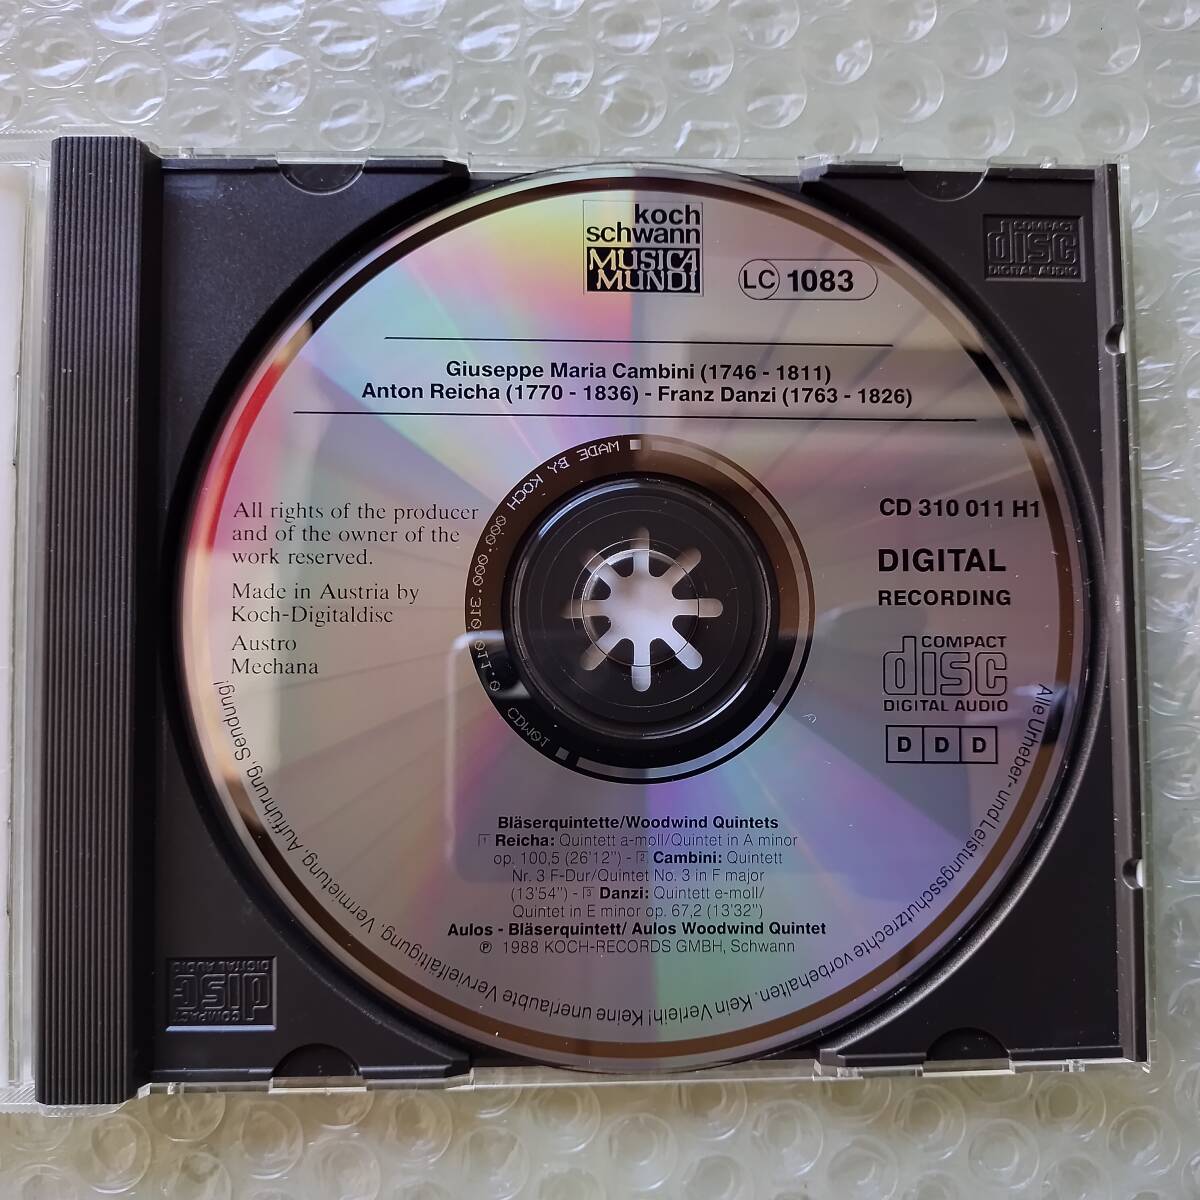 koch
schwann
MUSICA
MUNDI
LC 1083
COMPACT
disc
DIGITAL AUDIO
Giuseppe Maria Cambini (1746 - 1811)
Anton Reicha (1770 - 1836) - Franz Danzi (1763 - 1826)
All rights of the producer
and of the owner of the
work reserved.
Made in Austria by
Koch-Digitaldisc
Austro
Mechana
MADE BY KOCH 000.000.310.011.0 CDM01
CD 310 011 H1
DIGITAL
RECORDING
COMPACT
disc
DIGITAL AUDIO
D D D
Bläserquintette/Woodwind Quintets
1 Reicha: Quintett a-moll/Quintet in A minor
op. 100,5 (26'12") - 2 Cambini: Quintett
Nr. 3 F-Dur/Quintet No. 3 in F major
(13'54") - 3 Danzi: Quintett e-moll/
Quintet in E minor op. 67,2 (13'32")
Aulos - Bläserquintett/ Aulos Woodwind Quintet
℗ 1988 KOCH-RECORDS GMBH, Schwann
Alle Urheber- und Leistungsschutzrechte vorbehalten. Kein Verleih! Keine unerlaubte Vervielfältigung, Vermietung, Aufführung, Sendung!
COMPACT
disc
DIGITAL AUDIO